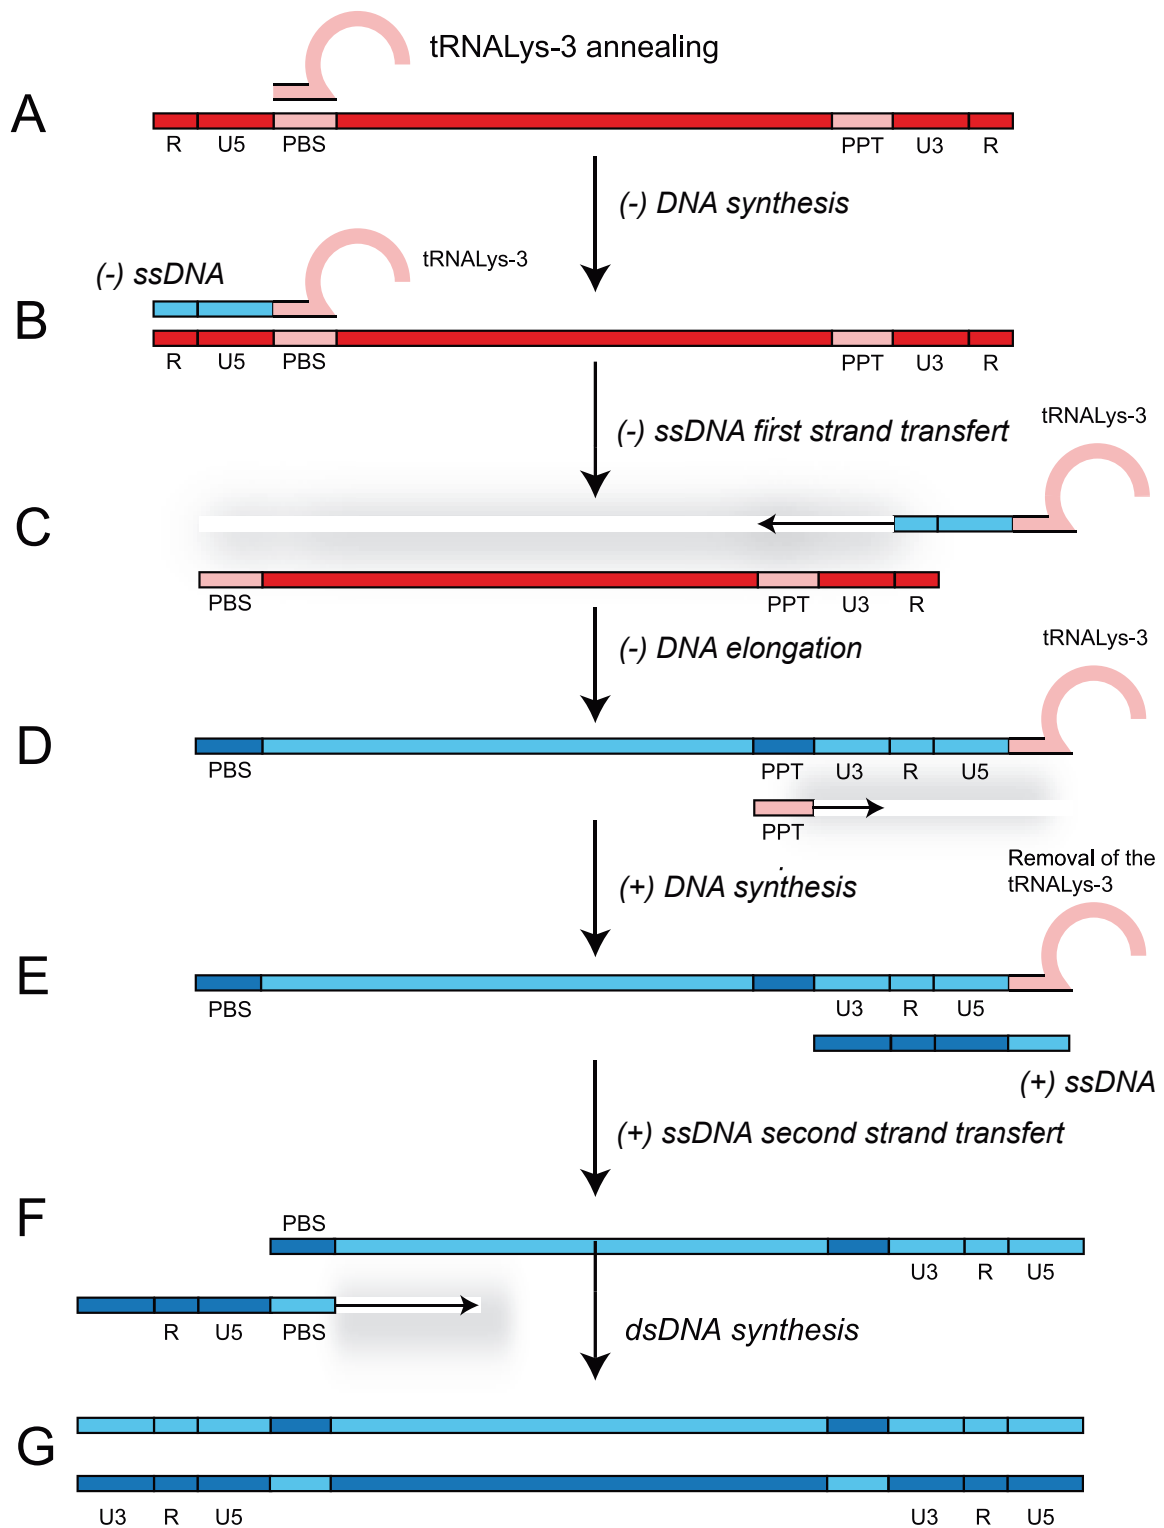 tRNALys-3 annealing
A
R U5 PBS PPT U3 R
(-) DNA synthesis
(-) ssDNA
tRNALys-3
B
R U5 PBS PPT U3 R
(-) ssDNA first strand transfert
tRNALys-3
C
PBS PPT U3 R
(-) DNA elongation
tRNALys-3
D
PBS PPT U3 R U5
PPT
(+) DNA synthesis
Removal of the
tRNALys-3
E
PBS U3 R U5
(+) ssDNA
(+) ssDNA second strand transfert
F
PBS
U3 R U5
R U5 PBS
dsDNA synthesis
G
U3 R U5 U3 R U5